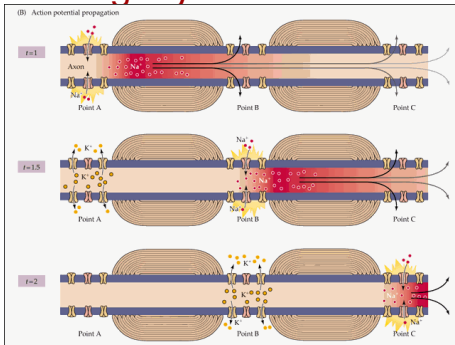 (B) Action potential propagation
t=1
Axon
Na+
Na+
Point A
Point B
Point C
t=1.5
K+
K+
K+
Na+
Na+
Na+
Point A
Point B
Point C
t=2
K+
K+
K+
Na+
Na+
Point A
Point B
Point C